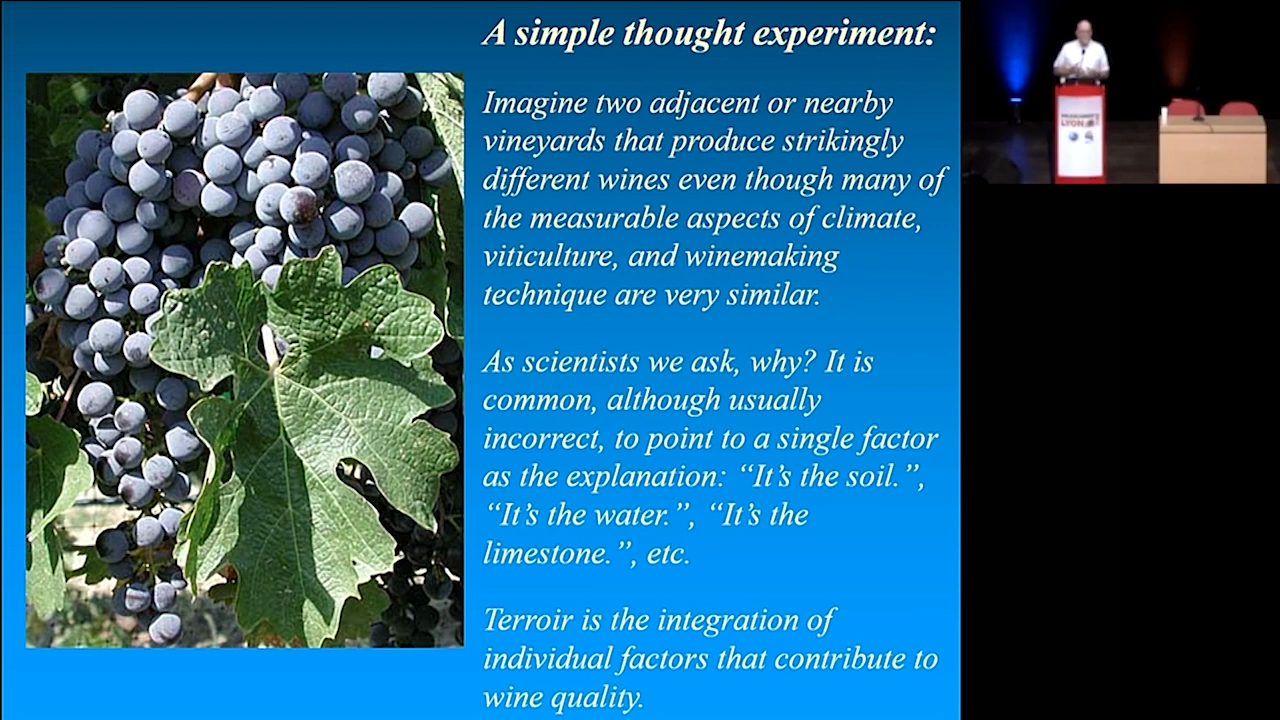 A simple thought experiment:
Imagine two adjacent or nearby
vineyards that produce strikingly
different wines even though many of
the measurable aspects of climate,
viticulture, and winemaking
technique are very similar.
As scientists we ask, why? It is
common, although usually
incorrect, to point to a single factor
as the explanation: “It’s the soil.”,
“It’s the water.”, “It’s the
limestone.”, etc.
Terroir is the integration of
individual factors that contribute to
wine quality.
LYON